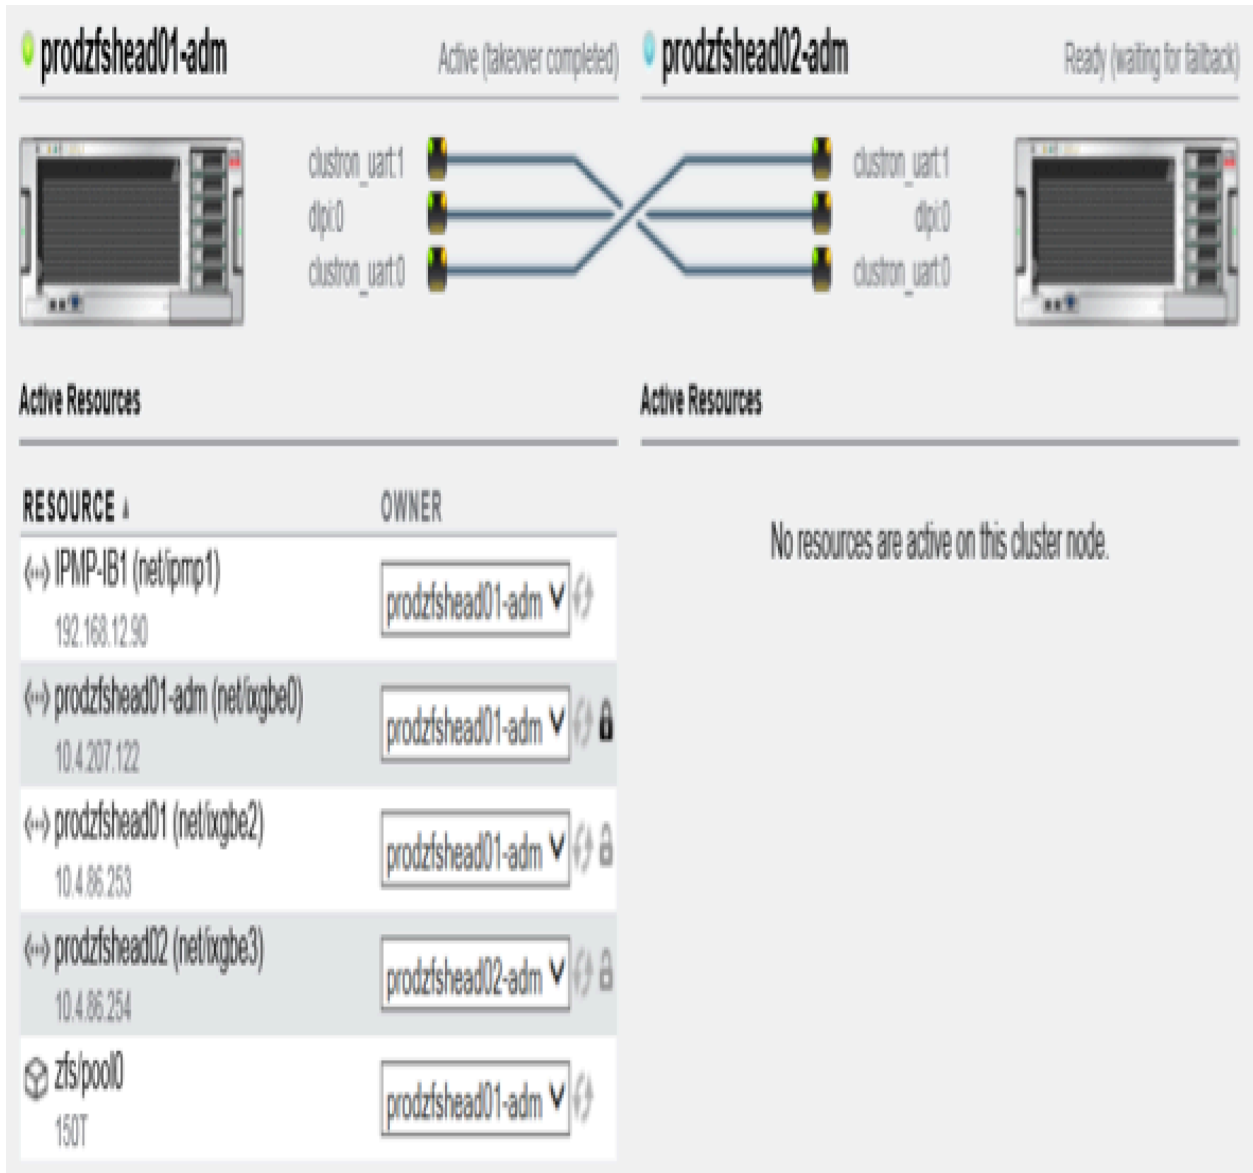 prodzfshead01-adm
Active (takeover completed)
prodzfshead02-adm
Ready (waiting for failback)
clustron_uart:1
dlpi:0
clustron_uart:0
clustron_uart:1
dlpi:0
clustron_uart:0
Active Resources
RESOURCE
OWNER
IPMP-IB1 (net/ipmp1)
192.168.12.90
prodzfshead01-adm
prodzfshead01-adm (net/ixgbe0)
10.4.207.122
prodzfshead01-adm
prodzfshead01 (net/ixgbe2)
10.4.86.253
prodzfshead01-adm
prodzfshead02 (net/ixgbe3)
10.4.86.254
prodzfshead02-adm
zfs/pool0
150T
prodzfshead01-adm
Active Resources
No resources are active on this cluster node.